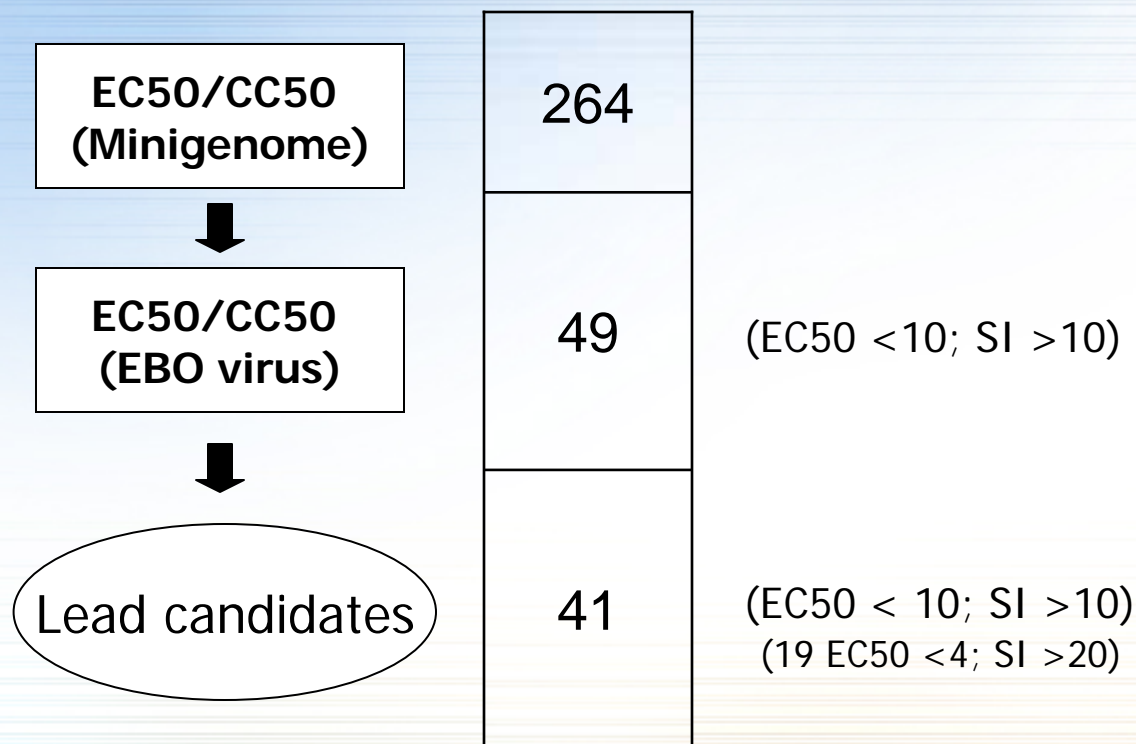 EC50/CC50
(Minigenome)
264
EC50/CC50
(EBO virus)
49
(EC50 <10; SI >10)
Lead candidates
41
(EC50 < 10; SI >10)
(19 EC50 <4; SI >20)